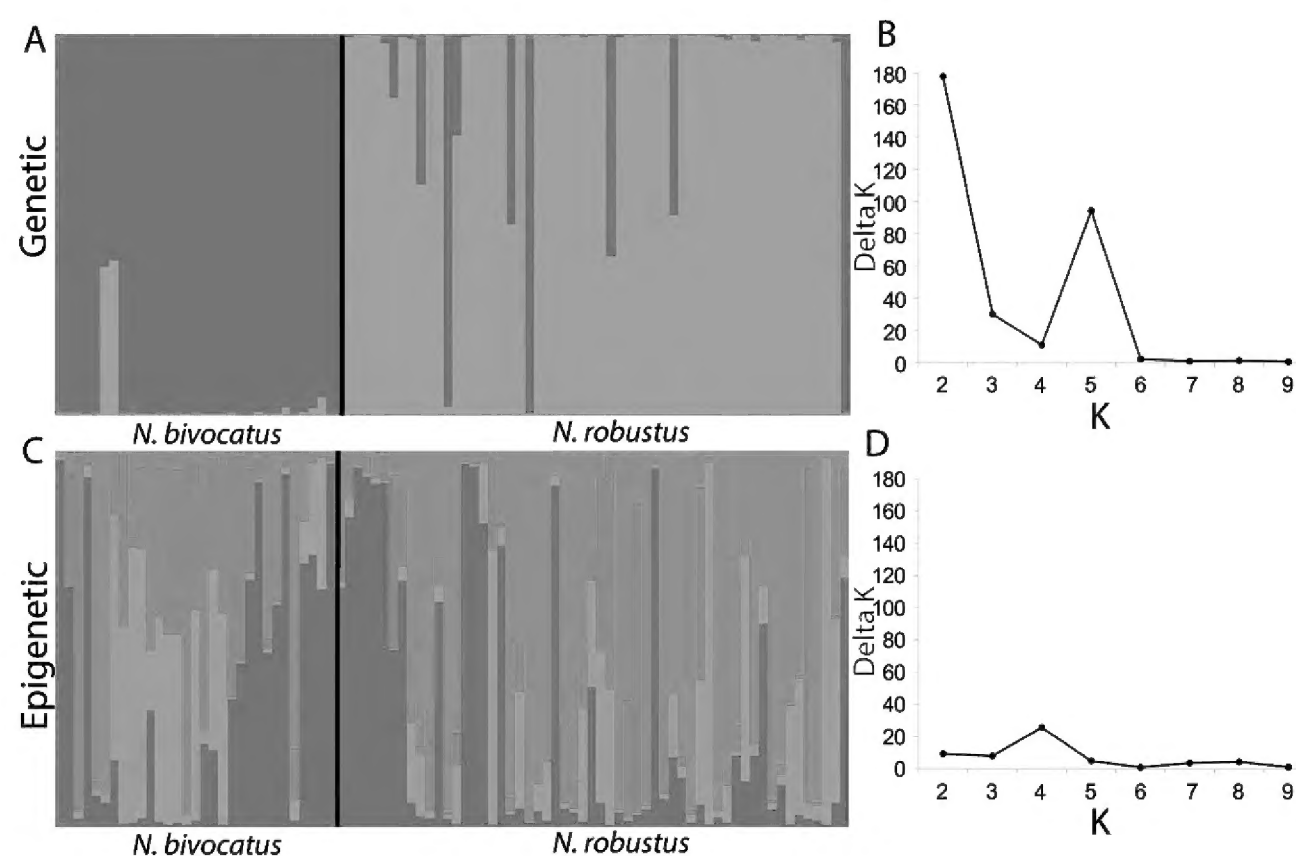 A
Genetic
N. bivocatus
N. robustus
B
180
160
140
120
100
80
60
40
20
0
Delta K
2 3 4 5 6 7 8 9
K
C
Epigenetic
N. bivocatus
N. robustus
D
180
160
140
120
100
80
60
40
20
0
Delta K
2 3 4 5 6 7 8 9
K